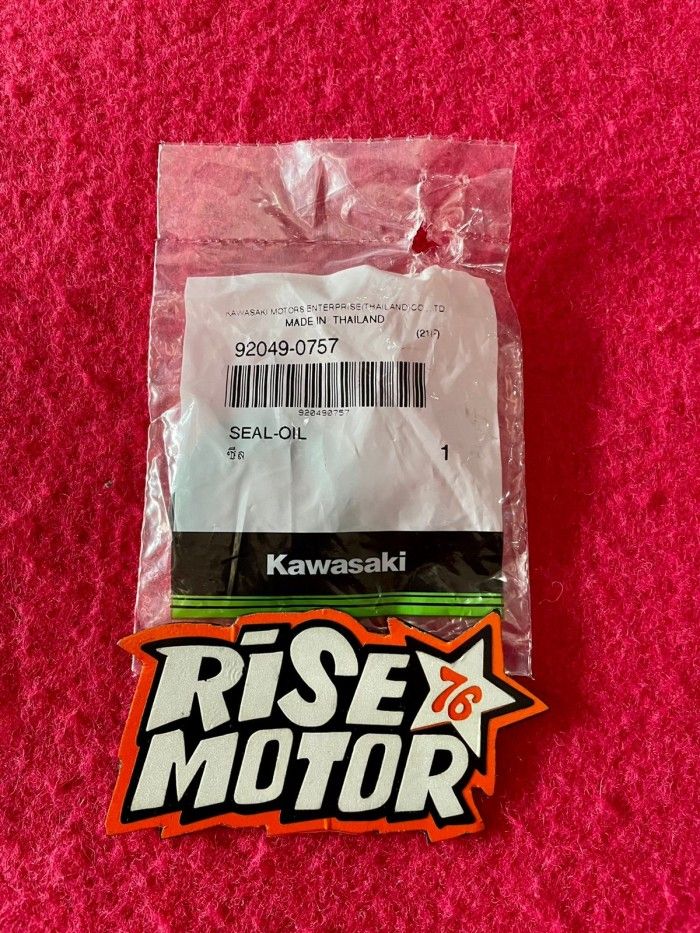 KAWASAKI MOTORS ENTERPRISE(THAILAND)CO.,LTD
MADE IN THAILAND
92049-0757
920490757
SEAL-OIL
ซีล 1
Kawasaki
RiSE 76
MOTOR